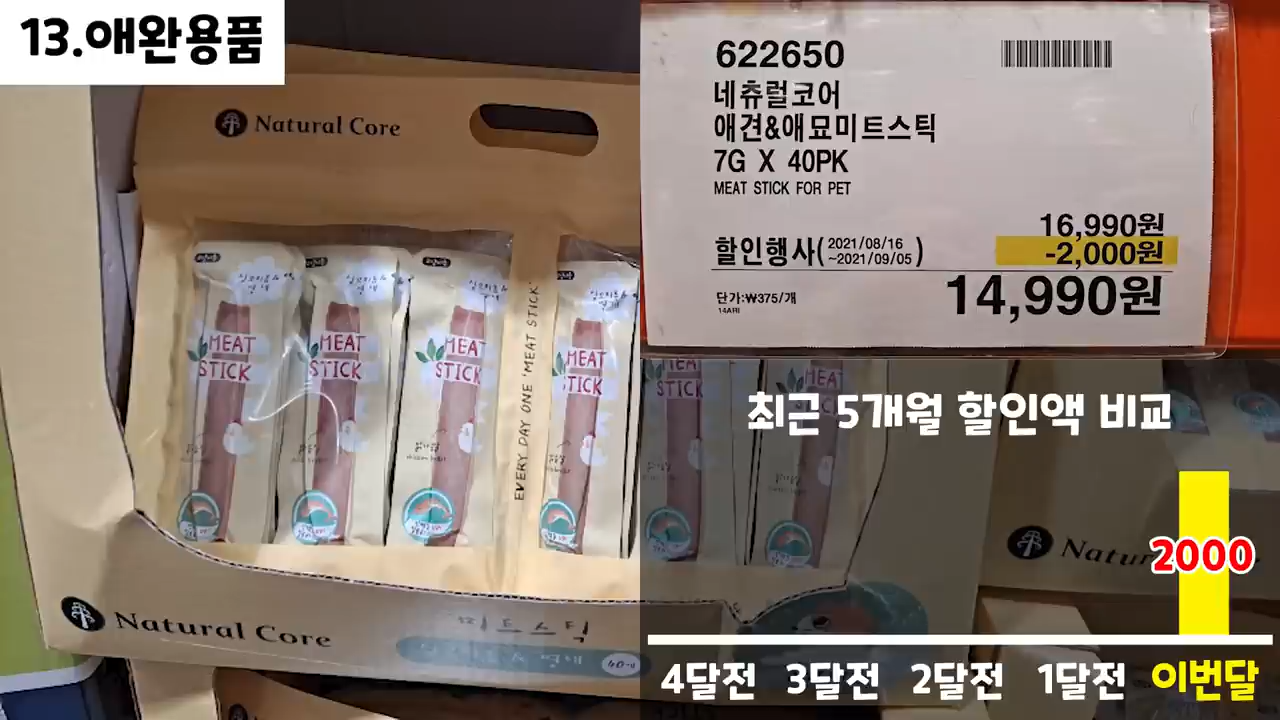 13.애완용품
Natural Core
MEAT
STICK
MEAT
STICK
MEAT
STICK
EVERY DAY ONE 'MEAT STICK'
MEAT
STICK
Natural Core
622650
네츄럴코어
애견&애묘미트스틱
7G X 40PK
MEAT STICK FOR PET
16,990원
할인행사(2021/08/16
~2021/09/05)
-2,000원
단가:₩375/개
14,990원
STICK
MEAT
최근 5개월 할인액 비교
2000
4달전 3달전 2달전 1달전 이번달